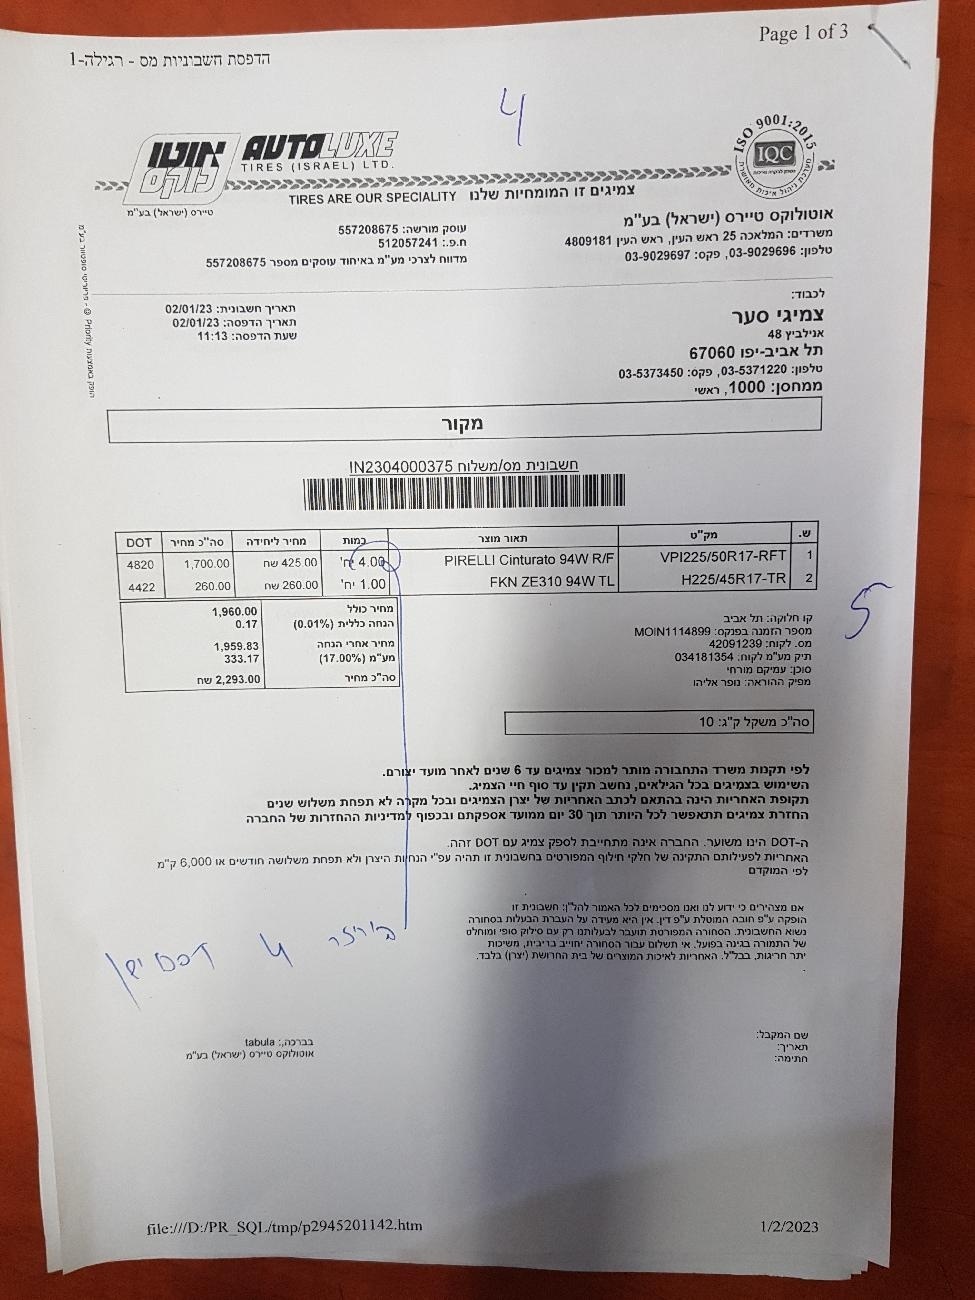 Page 1 of 3
הדפסת חשבוניות מס - רגילה-1
4
אוטו לוקס
AUTOLUXE
TIRES (ISRAEL) LTD.
ISO 9001:2015
IQC
TIRES ARE OUR SPECIALITY צמיגים זו המומחיות שלנו
טיירס (ישראל) בע"מ
אוטולוקס טיירס (ישראל) בע"מ
משרדים: המלאכה 25 ראש העין, ראש העין 4809181
טלפון: 03-9029696, פקס: 03-9029697
עוסק מורשה: 557208675
ח.פ.: 512057241
מדווח לצרכי מע"מ באיחוד עוסקים מספר 557208675
לכבוד:
צמיגי סער
אנילביץ 48
תל אביב-יפו 67060
טלפון: 03-5371220, פקס: 03-5373450
ממחסן: 1000, ראשי
תאריך חשבונית: 02/01/23
תאריך הדפסה: 02/01/23
שעת הדפסה: 11:13
מקור
חשבונית מס/משלוח IN2304000375
ש. מק"ט תאור מוצר כמות מחיר ליחידה סה"כ מחיר DOT
1 VPI225/50R17-RFT PIRELLI Cinturato 94W R/F 4.00 יח' 425.00 שח 1,700.00 4820
2 H225/45R17-TR FKN ZE310 94W TL 1.00 יח' 260.00 שח 260.00 4422
מחיר כולל 1,960.00
הנחה כללית (0.01%) 0.17
מחיר אחרי הנחה 1,959.83
מע"מ (17.00%) 333.17
סה"כ מחיר 2,293.00 שח
5
קו חלוקה: תל אביב
מספר הזמנה בפנקס: MOIN1114899
מס. לקוח: 42091239
תיק מע"מ לקוח: 034181354
סוכן: עמיקם מורחי
מפיק ההוראה: נופר אליהו
סה"כ משקל ק"ג: 10
לפי תקנות משרד התחבורה מותר למכור צמיגים עד 6 שנים לאחר מועד יצורם.
השימוש בצמיגים בכל הגילאים, נחשב תקין עד סוף חיי הצמיג.
תקופת האחריות הינה בהתאם לכתב האחריות של יצרן הצמיגים ובכל מקרה לא תפחת משלוש שנים
החזרת צמיגים תתאפשר לכל היותר תוך 30 יום ממועד אספקתם ובכפוף למדיניות ההחזרות של החברה
ה-DOT הינו משוער. החברה אינה מתחייבת לספק צמיג עם DOT זהה.
האחריות לפעילותם התקינה של חלקי חילוף המפורטים בחשבונית זו תהיה עפ"י הנחיות היצרן ולא תפחת משלושה חודשים או 6,000 ק"מ
לפי המוקדם
אנו מצהירים כי ידוע לנו ואנו מסכימים לכל האמור להל"ן: חשבונית זו
הופקה ע"פ חובה המוטלת ע"פ דין. אין היא מעידה על העברת הבעלות בסחורה
נשוא החשבונית. הסחורה המפורטת תועבר לבעלותנו רק עם סילוק סופי ומוחלט
של התמורה בגינה בפועל. אי תשלום עבור הסחורה יחוייב בריבית, משיכות
יתר חריגות, בבל"ל. האחריות לאיכות המוצרים של בית החרושת (יצרן) בלבד.
4
שם המקבל:
תאריך:
חתימה:
בברכה,: tabula
אוטולוקס טיירס (ישראל) בע"מ
file:///D:/PR_SQL/tmp/p2945201142.htm
1/2/2023